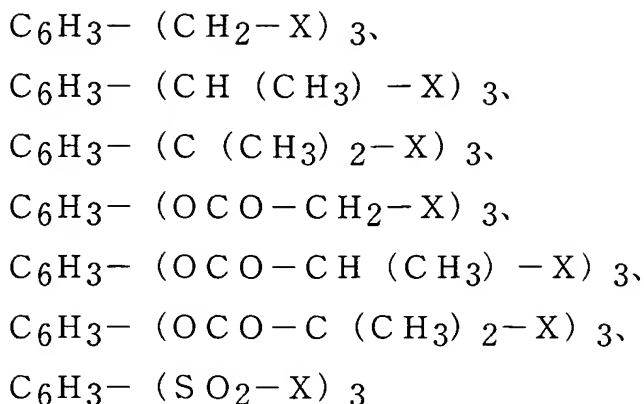 C6H3-(CH2-X)3、
C6H3-(CH(CH3)-X)3、
C6H3-(C(CH3)2-X)3、
C6H3-(OCO-CH2-X)3、
C6H3-(OCO-CH(CH3)-X)3、
C6H3-(OCO-C(CH3)2-X)3、
C6H3-(SO2-X)3